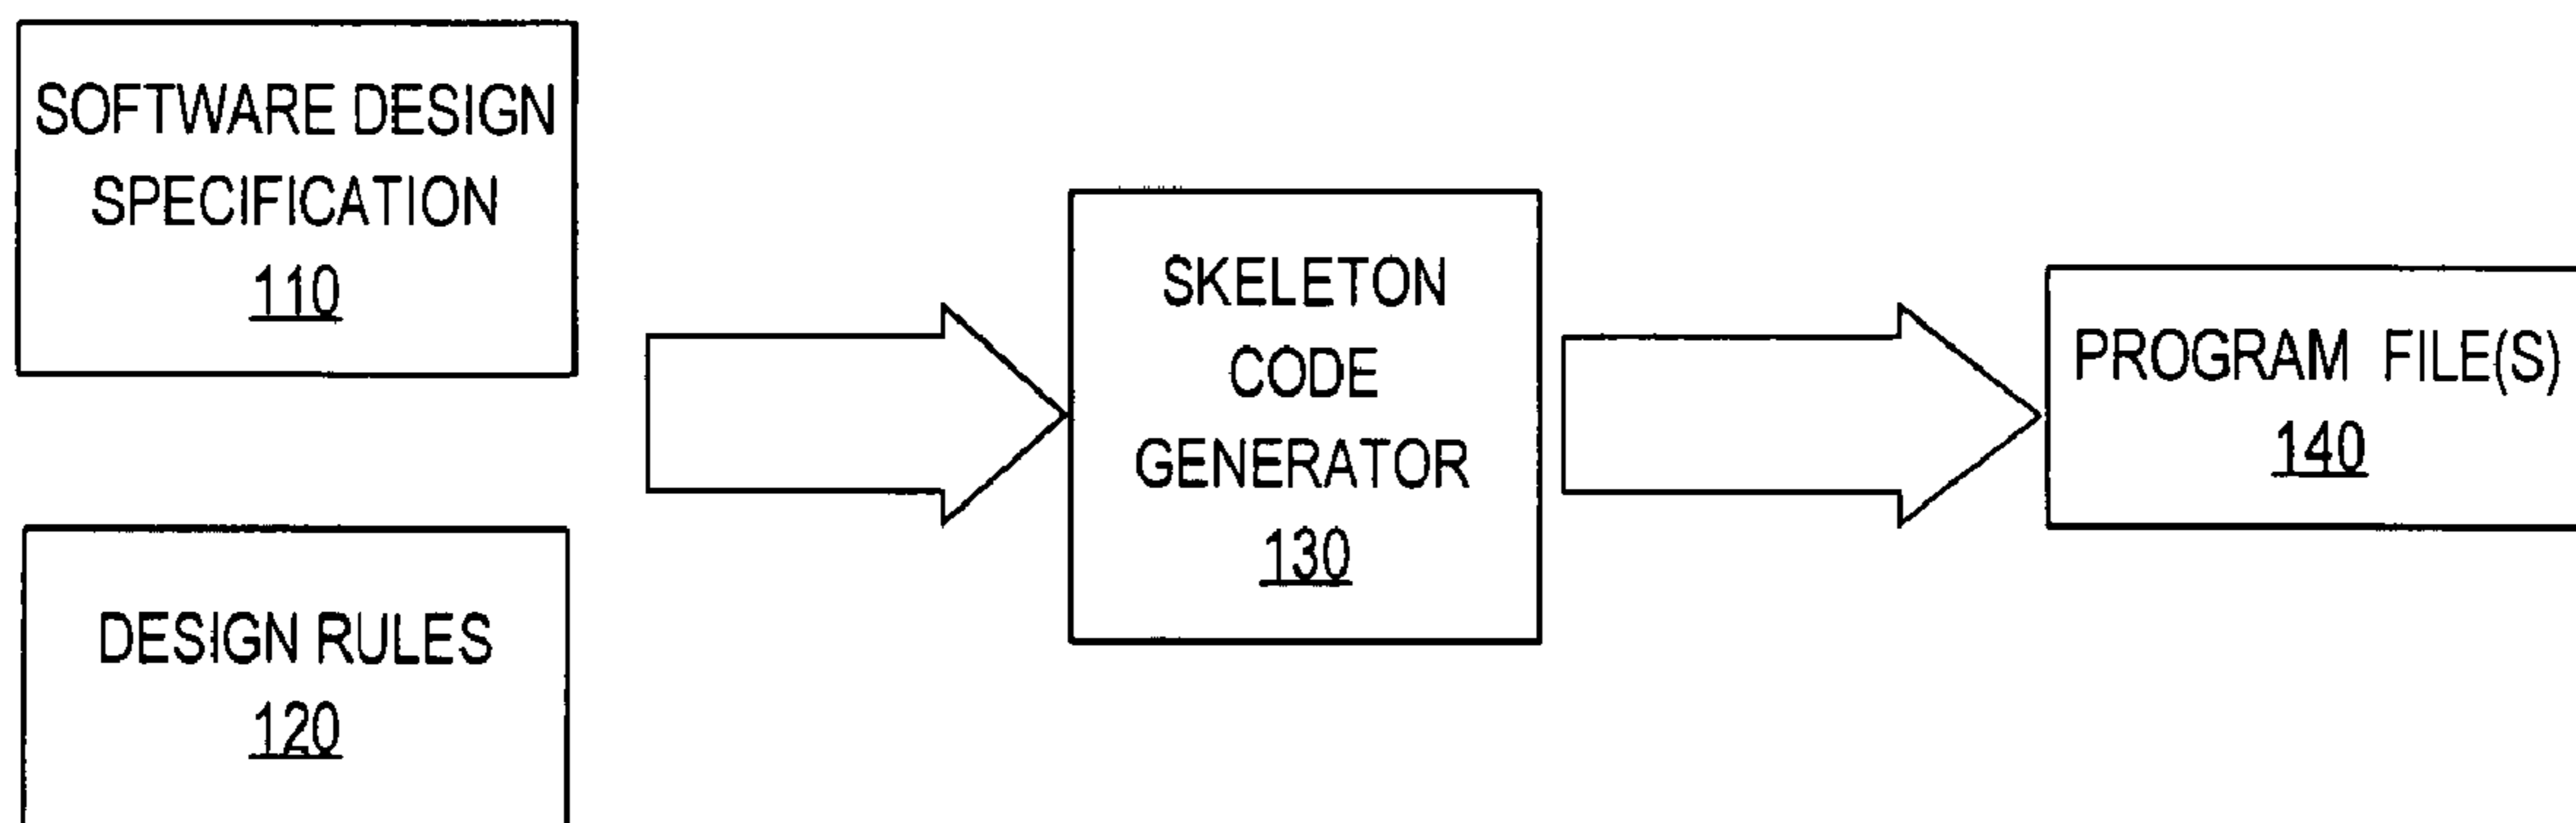 SOFTWARE DESIGN
SPECIFICATION
110
DESIGN RULES
120
SKELETON
CODE
GENERATOR
130
PROGRAM FILE(S)
140